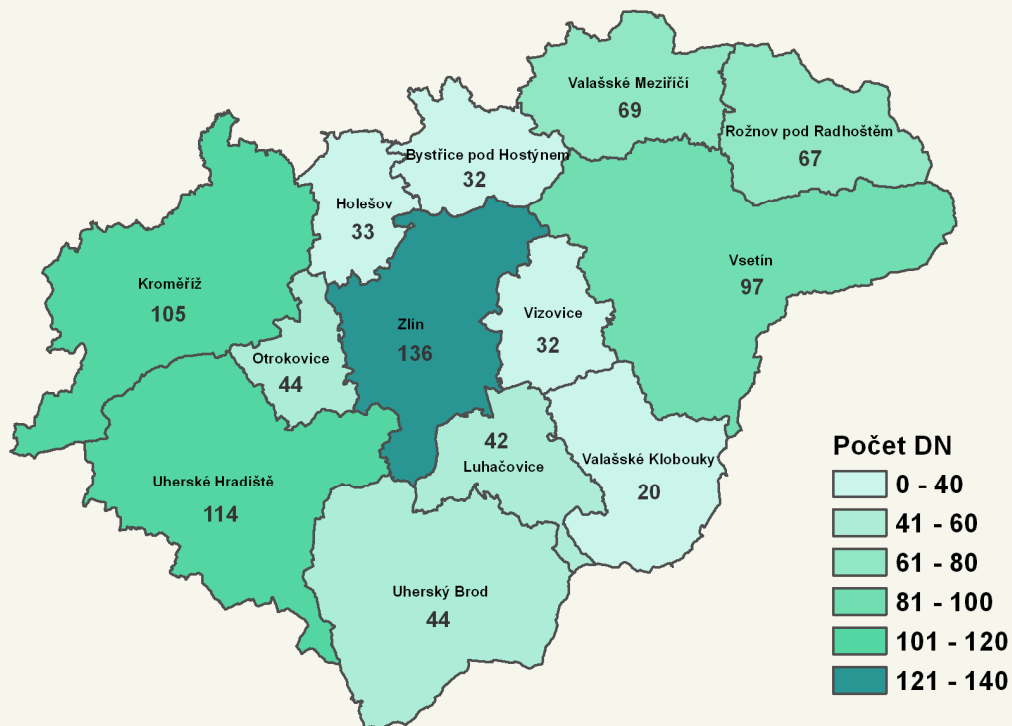 Valašské Meziříčí
69
Rožnov pod Radhoštěm
67
Bystřice pod Hostýnem
32
Holešov
33
Vsetín
97
Kroměříž
105
Zlín
136
Vizovice
32
Otrokovice
44
42
Luhačovice
Valašské Klobouky
20
Uherské Hradiště
114
Uherský Brod
44
Počet DN
0 - 40
41 - 60
61 - 80
81 - 100
101 - 120
121 - 140